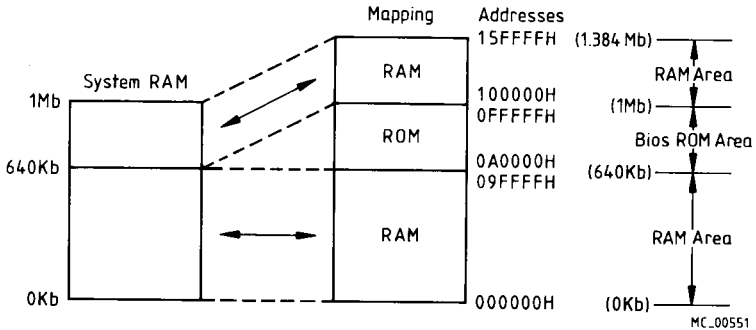 Mapping Addresses
15FFFFH (1.384 Mb)
System RAM
RAM
RAM Area
1Mb
100000H
0FFFFFH
(1Mb)
ROM
Bios ROM Area
640Kb
0A0000H
09FFFFH
(640Kb)
RAM
RAM Area
0Kb
000000H
(0Kb)
MC_00551